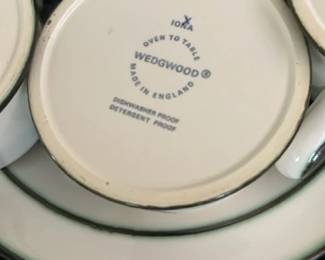 IONA
OVEN TO TABLE
WEDGWOOD®
MADE IN ENGLAND
DISHWASHER PROOF
DETERGENT PROOF